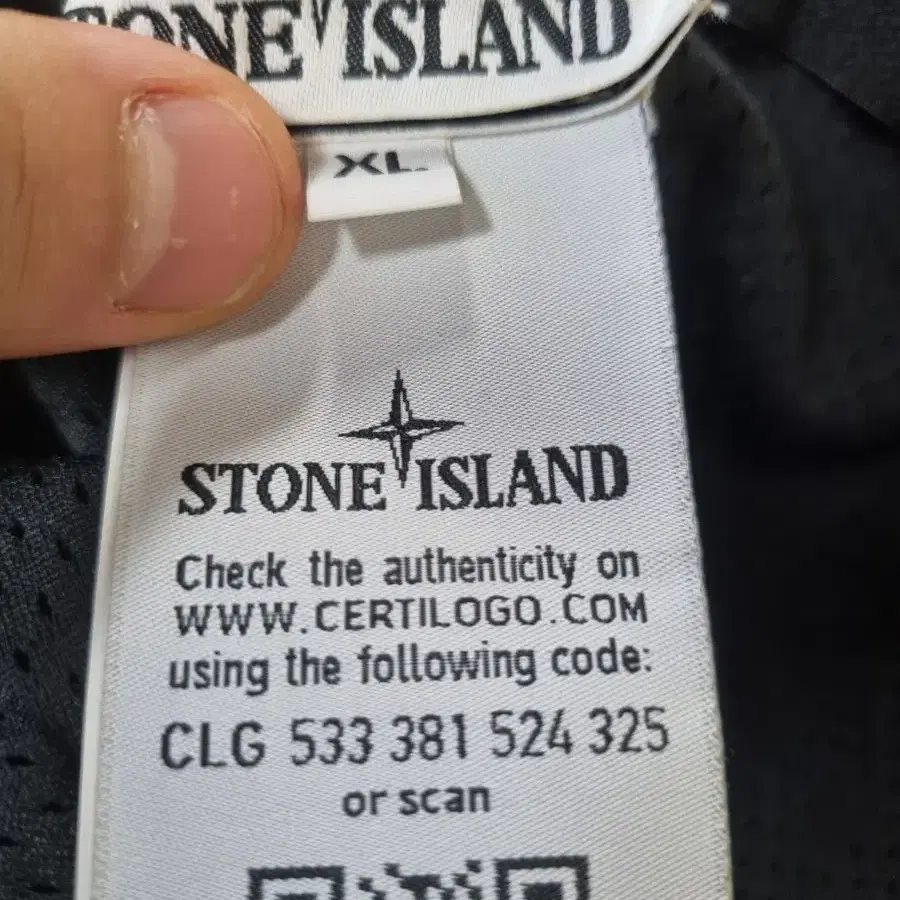 STONE ISLAND
XL
STONE ISLAND
Check the authenticity on
WWW.CERTILOGO.COM
using the following code:
CLG 533 381 524 325
or scan